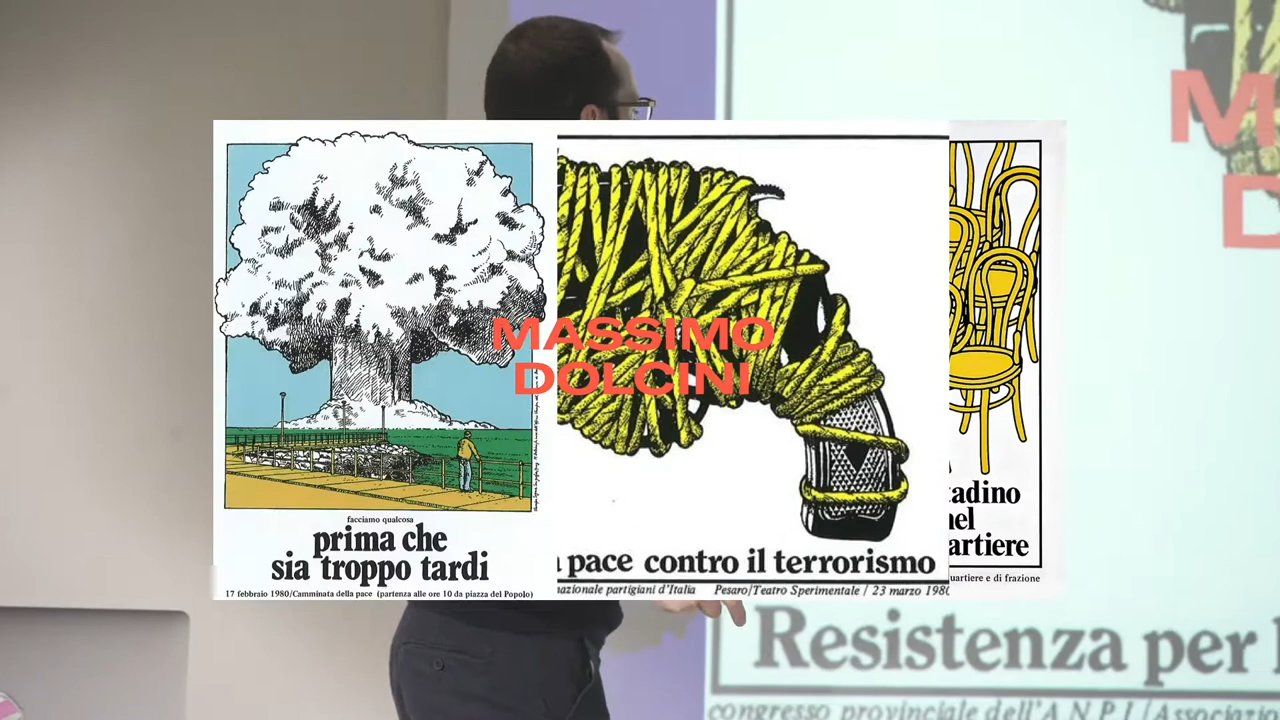 MASSIMO
DOLCINI
facciamo qualcosa
prima che
sia troppo tardi
17 febbraio 1980/Camminata della pace (partenza alle ore 10 da piazza del Popolo)
pace contro il terrorismo
nazionale partigiani d'Italia Pesaro/Teatro Sperimentale / 23 marzo 1980
tadino
nel
artiere
uartiere e di frazione
M
D
Resistenza per l
congresso provinciale dell'A.N.P.I./Associazio